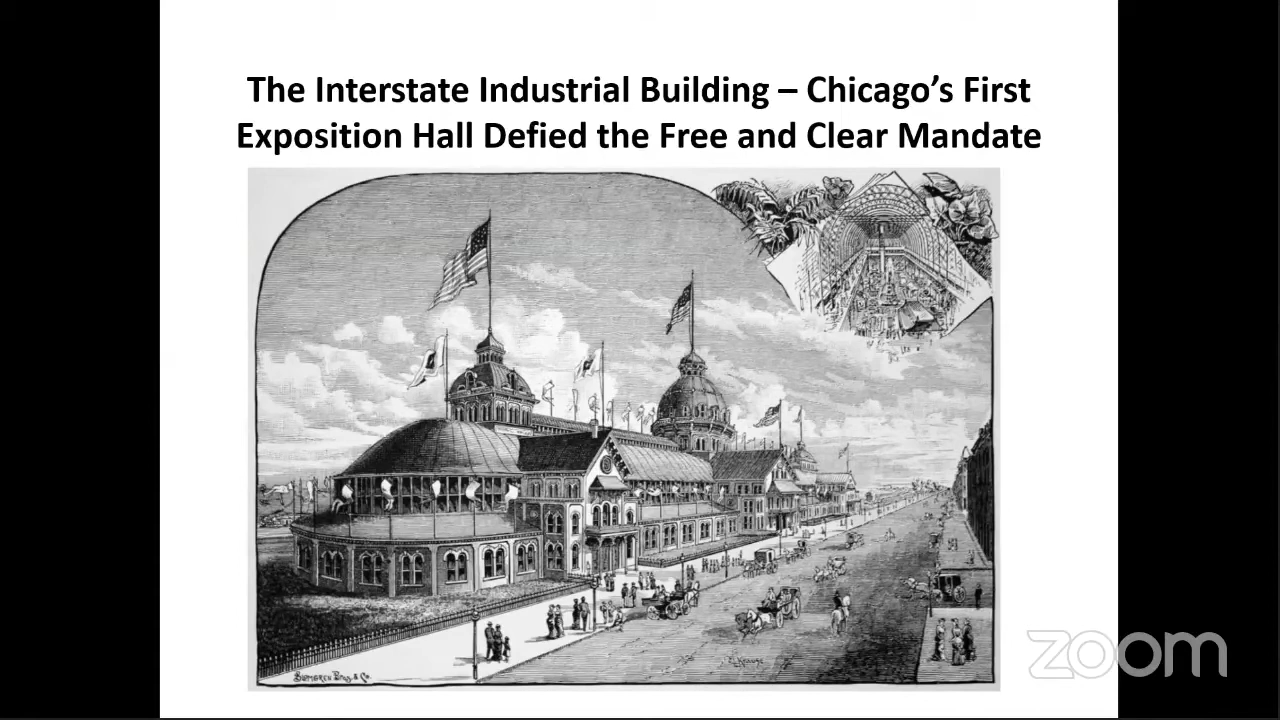 The Interstate Industrial Building – Chicago’s First
Exposition Hall Defied the Free and Clear Mandate
zoom